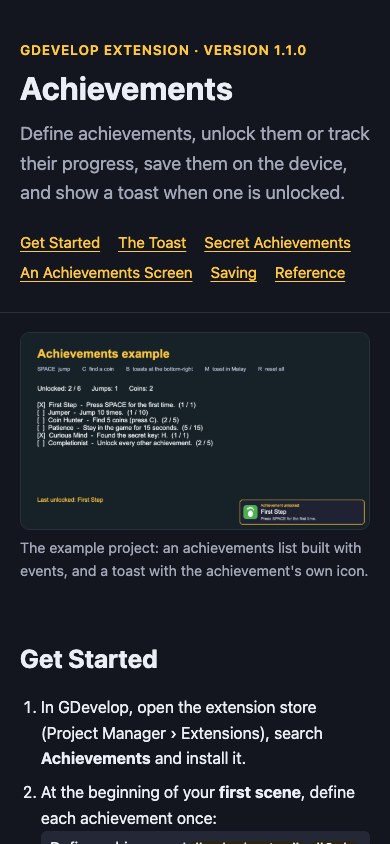 GDEVELOP EXTENSION · VERSION 1.1.0
Achievements
Define achievements, unlock them or track
their progress, save them on the device,
and show a toast when one is unlocked.
Get Started The Toast Secret Achievements
An Achievements Screen Saving Reference
Achievements example
SPACE jump C find a coin B toasts at the bottom-right M toast in Malay R reset all
Unlocked: 2 / 6 Jumps: 1 Coins: 2
[X] First Step - Press SPACE for the first time. (1 / 1)
[ ] Jumper - Jump 10 times. (1 / 10)
[ ] Coin Hunter - Find 5 coins (press C). (2 / 5)
[ ] Patience - Stay in the game for 15 seconds. (5 / 15)
[X] Curious Mind - Found the secret key: H. (1 / 1)
[ ] Completionist - Unlock every other achievement. (2 / 5)
Last unlocked: First Step
Achievement unlocked
First Step
Press SPACE for the first time.
The example project: an achievements list built with
events, and a toast with the achievement's own icon.
Get Started
1. In GDevelop, open the extension store
(Project Manager › Extensions), search
Achievements and install it.
2. At the beginning of your first scene, define
each achievement once: